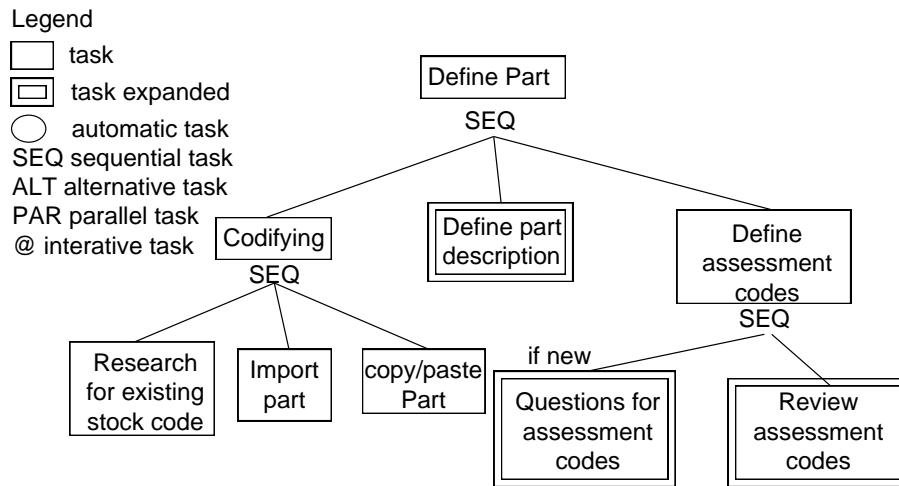 Legend
task
task expanded
automatic task
SEQ sequential task
ALT alternative task
PAR parallel task
@ interative task
Define Part
SEQ
Codifying
SEQ
Define part
description
Define
assessment
codes
SEQ
Research
for existing
stock code
Import
part
copy/paste
Part
if new
Questions for
assessment
codes
Review
assessment
codes